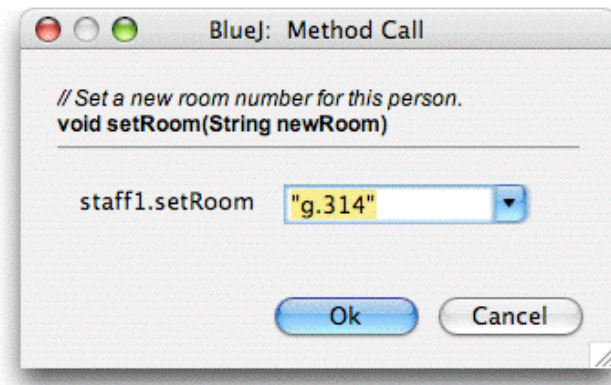 BlueJ: Method Call
// Set a new room number for this person.
void setRoom(String newRoom)
staff1.setRoom "g.314"
Ok Cancel